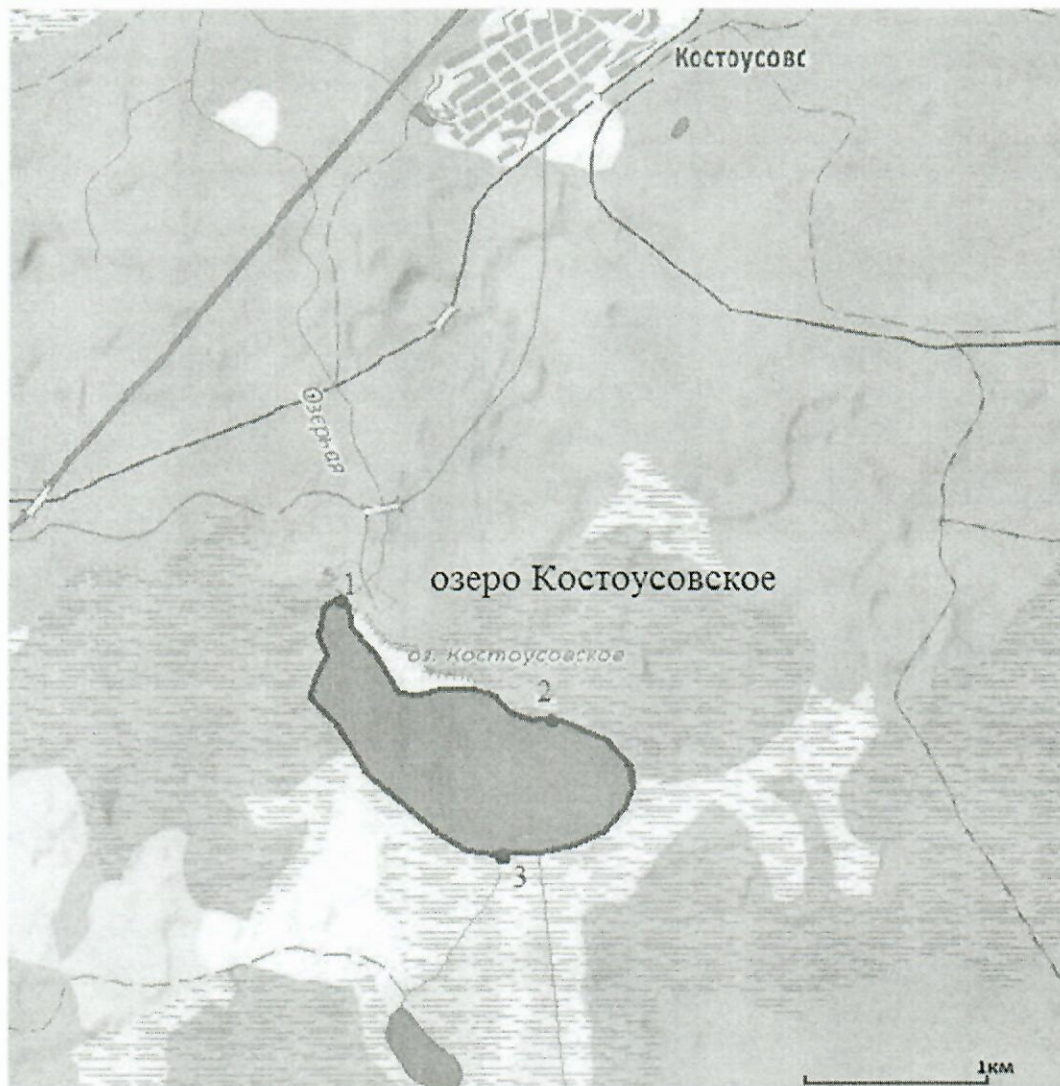 Костоусовс
Озерная
1
озеро Костоусовское
оз. Костоусовское
2
3
1км